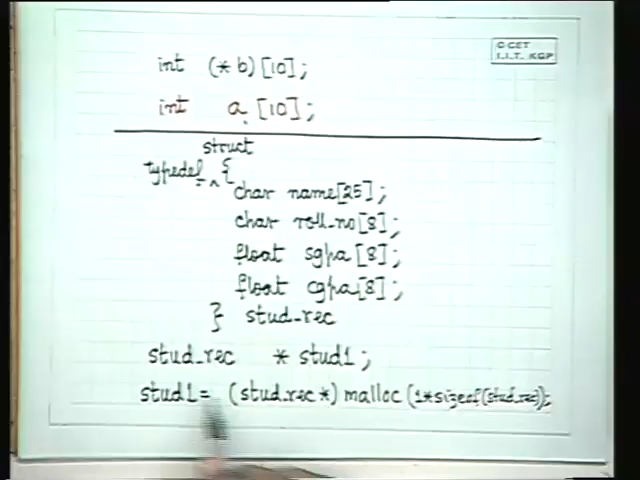 int (*b)[10];
© CET
I.I.T. KGP
int a[10];
struct
typedef ^ {
char name[25];
char roll_no[8];
float sgpa[8];
float cgpa[8];
} stud_rec
stud_rec * stud1;
stud1= (stud_rec*) malloc (1*sizeof(stud_rec));